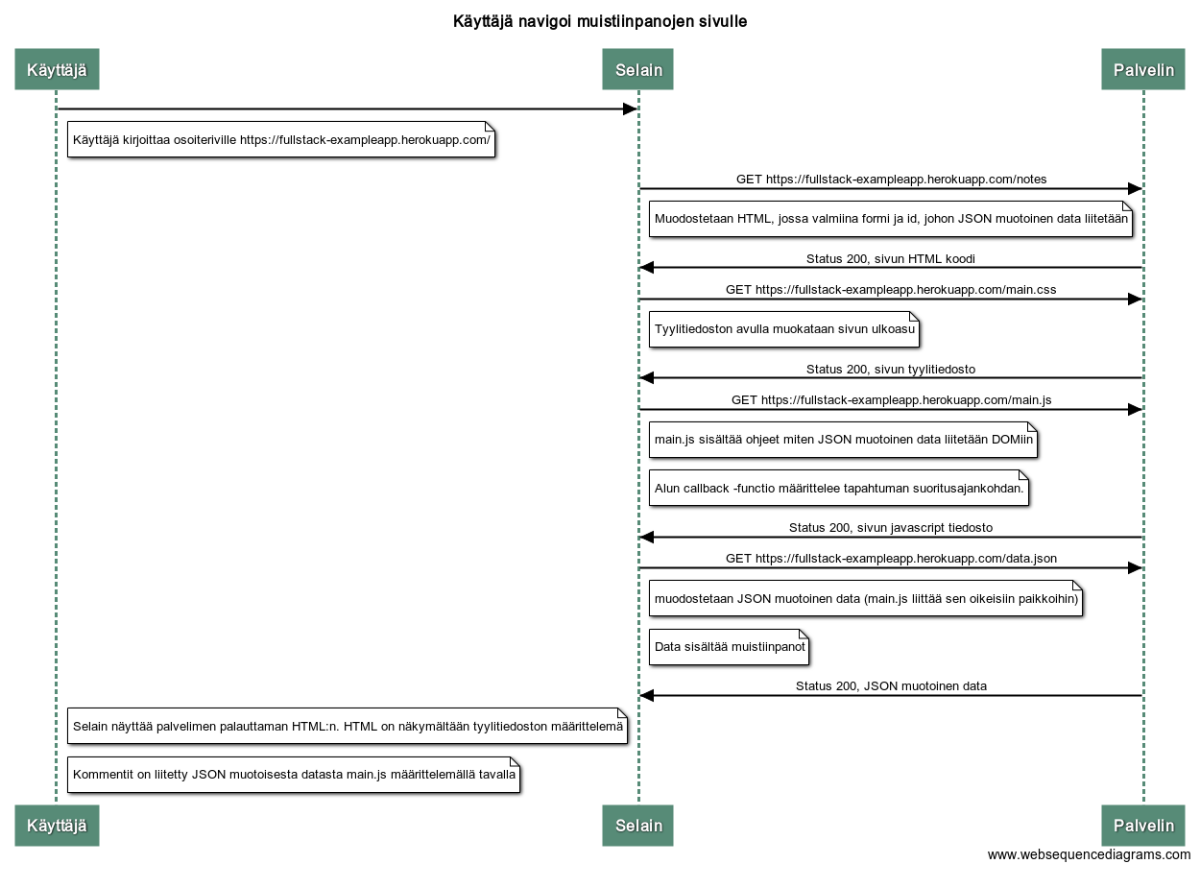 Käyttäjä navigoi muistiinpanojen sivulle
Käyttäjä
Selain
Palvelin
Käyttäjä kirjoittaa osoiteriville https://fullstack-exampleapp.herokuapp.com/
GET https://fullstack-exampleapp.herokuapp.com/notes
Muodostetaan HTML, jossa valmiina formi ja id, johon JSON muotoinen data liitetään
Status 200, sivun HTML koodi
GET https://fullstack-exampleapp.herokuapp.com/main.css
Tyylitiedoston avulla muokataan sivun ulkoasu
Status 200, sivun tyylitiedosto
GET https://fullstack-exampleapp.herokuapp.com/main.js
main.js sisältää ohjeet miten JSON muotoinen data liitetään DOMiin
Alun callback -functio määrittelee tapahtuman suoritusajankohdan.
Status 200, sivun javascript tiedosto
GET https://fullstack-exampleapp.herokuapp.com/data.json
muodostetaan JSON muotoinen data (main.js liittää sen oikeisiin paikkoihin)
Data sisältää muistiinpanot
Status 200, JSON muotoinen data
Selain näyttää palvelimen palauttaman HTML:n. HTML on näkymältään tyylitiedoston määrittelemä
Kommentit on liitetty JSON muotoisesta datasta main.js määrittelemällä tavalla
Käyttäjä
Selain
Palvelin
www.websequencediagrams.com